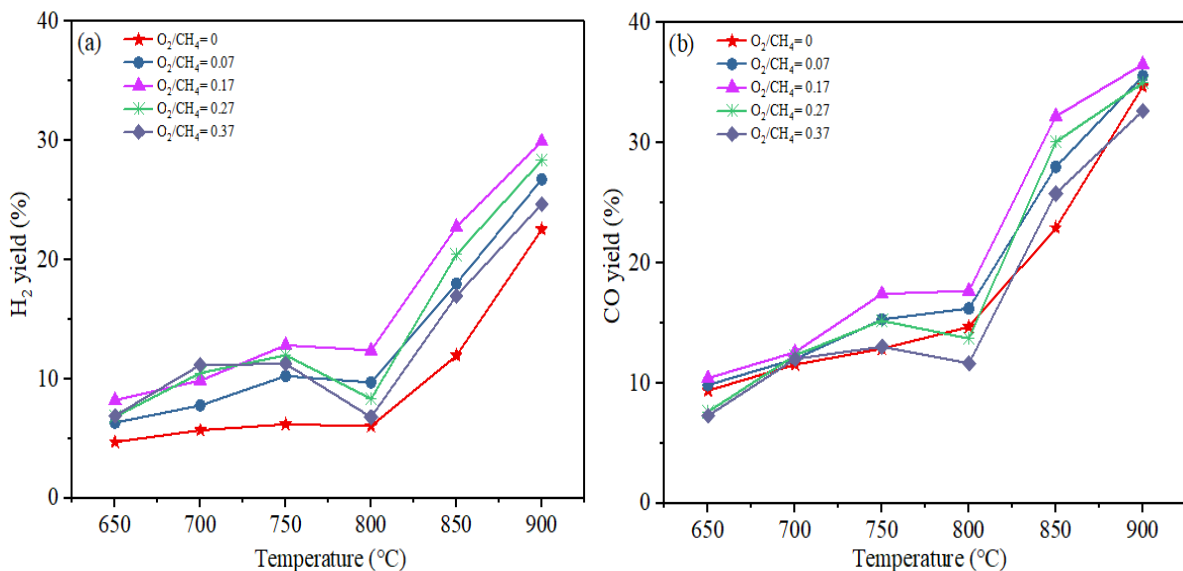 (a)
O₂/CH₄= 0
O₂/CH₄= 0.07
O₂/CH₄= 0.17
O₂/CH₄= 0.27
O₂/CH₄= 0.37
H₂ yield (%)
40
30
20
10
0
650 700 750 800 850 900
Temperature (°C)
(b)
O₂/CH₄= 0
O₂/CH₄= 0.07
O₂/CH₄= 0.17
O₂/CH₄= 0.27
O₂/CH₄= 0.37
CO yield (%)
40
30
20
10
0
650 700 750 800 850 900
Temperature (°C)